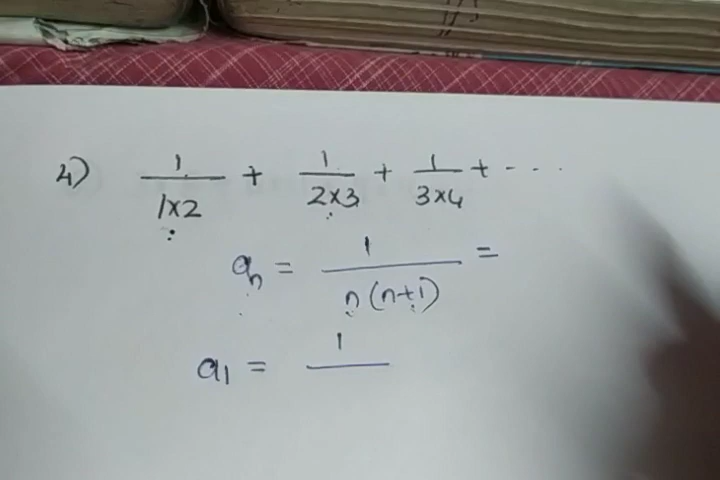 4) 1/1×2 + 1/2×3 + 1/3×4 + - - - -
aₙ = 1/n(n+1) =
a₁ = 1/